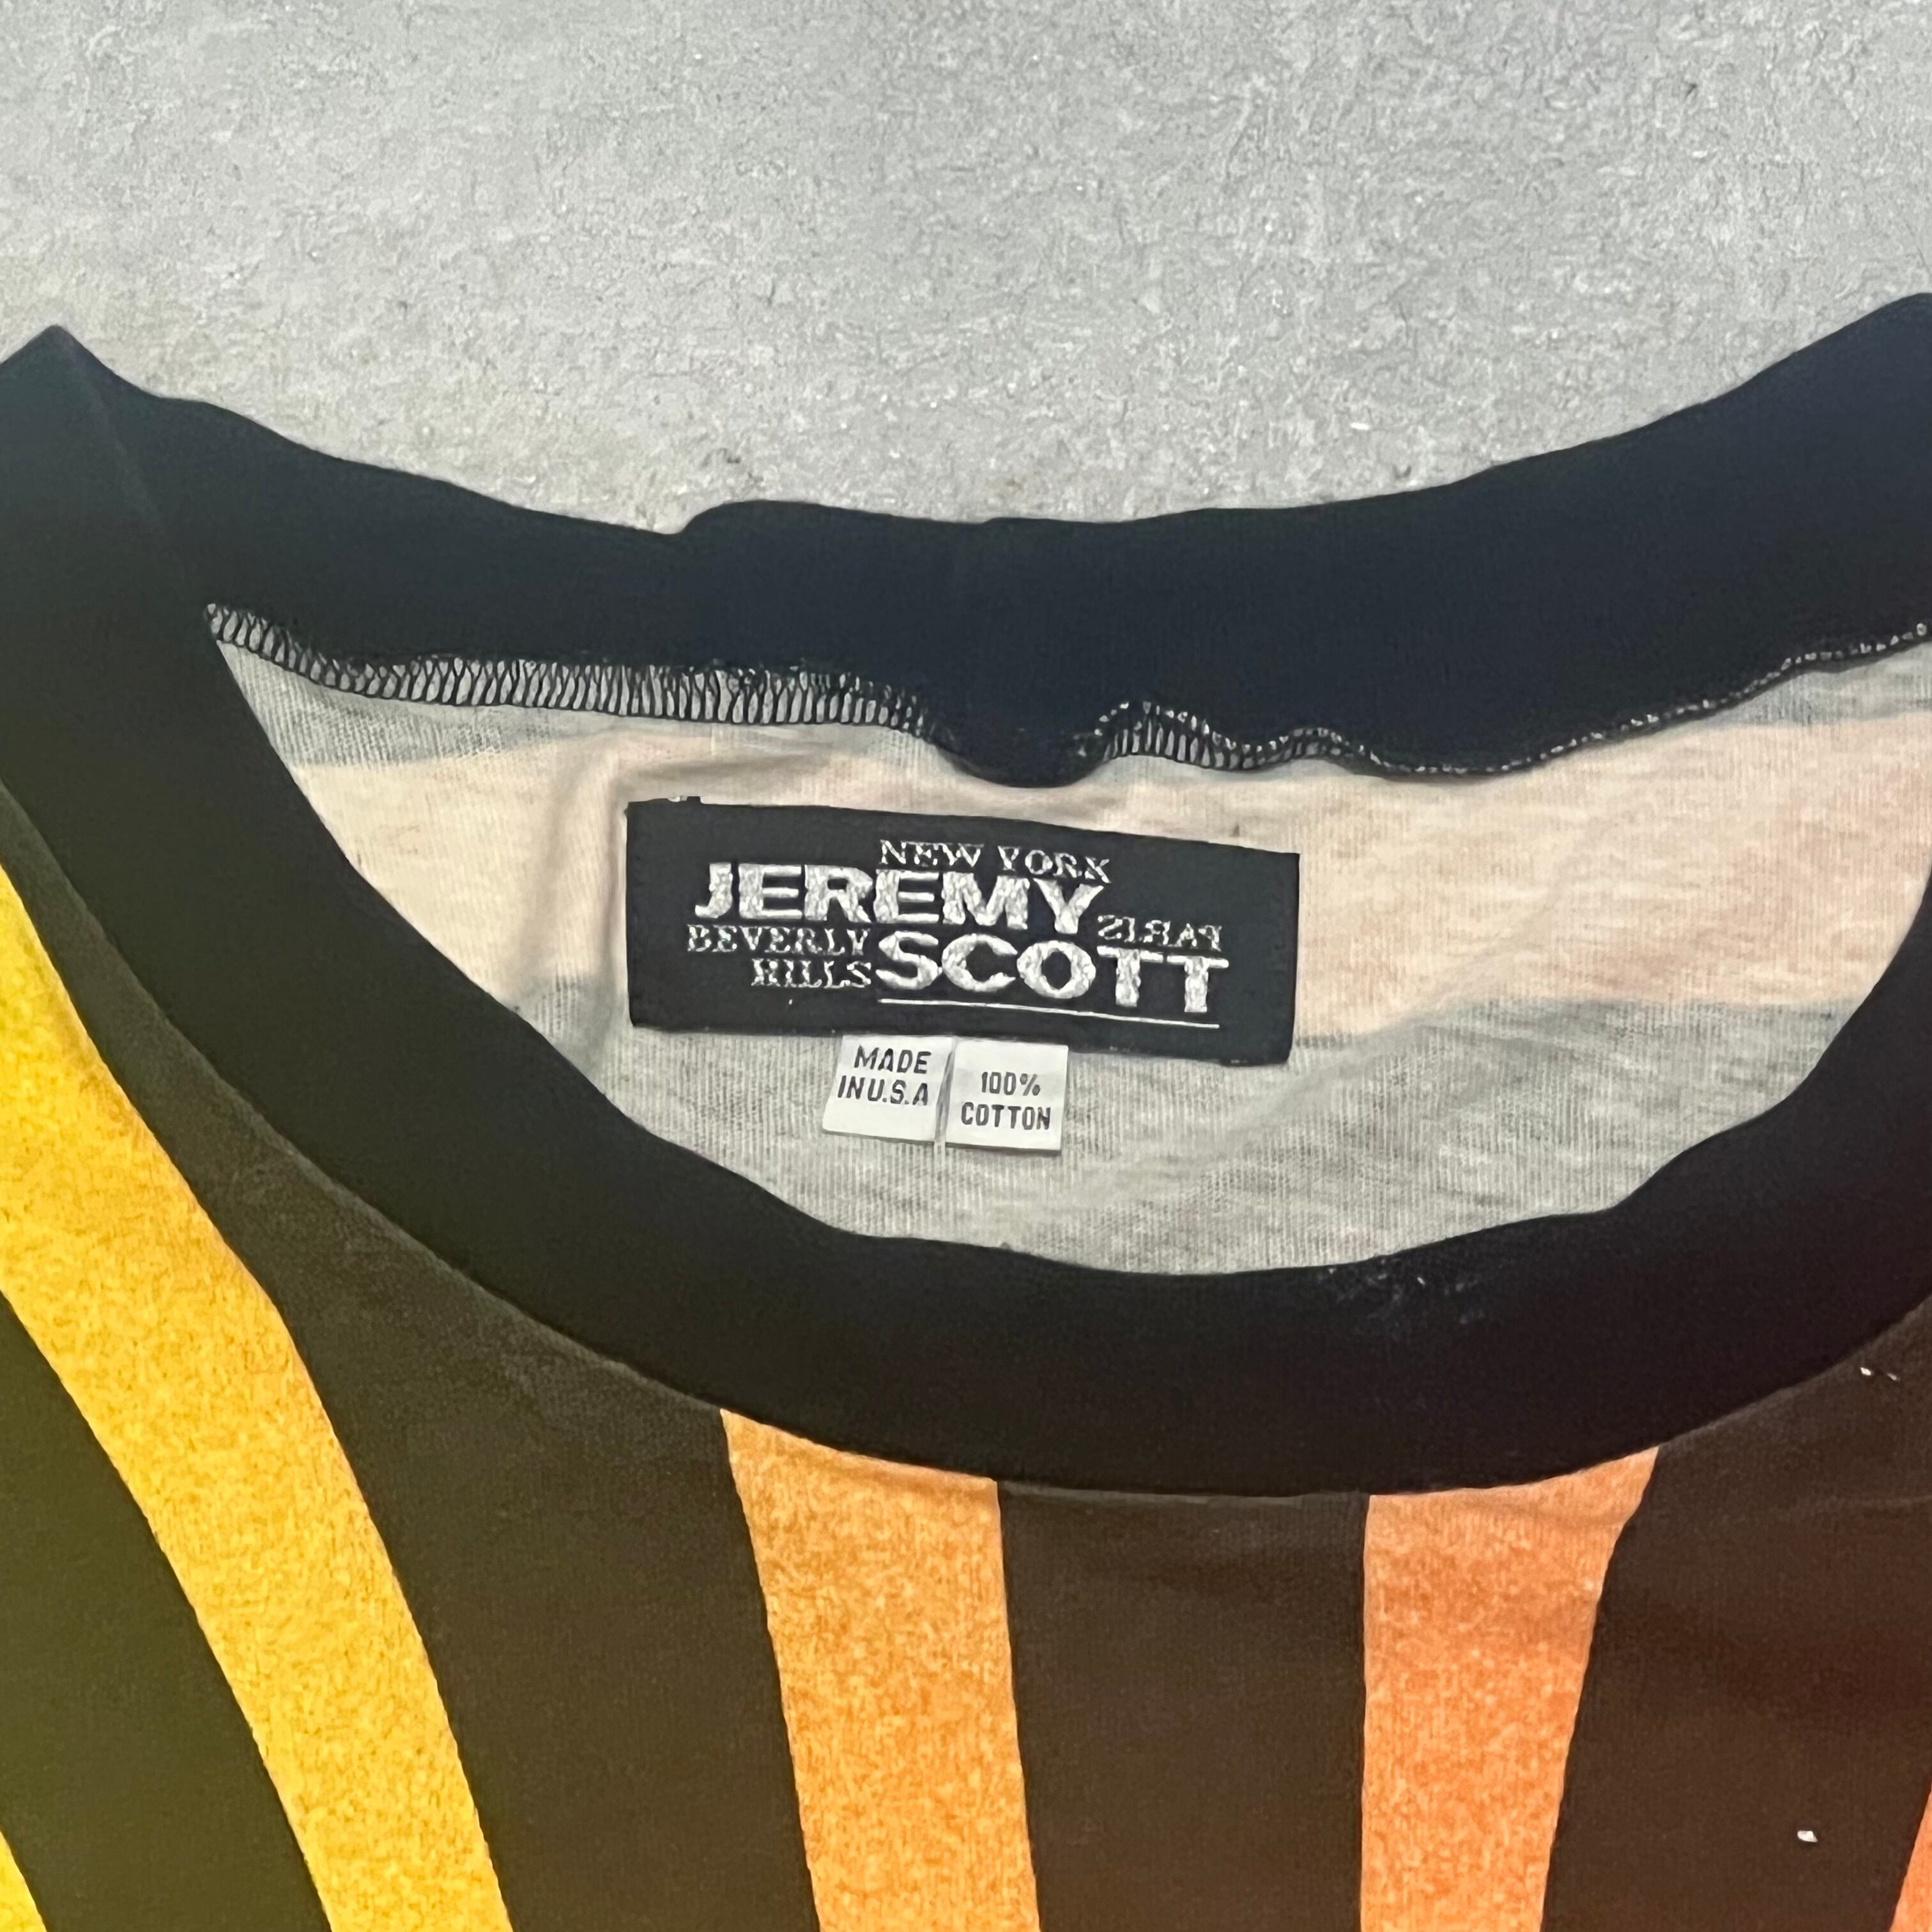 NEW YORK
JEREMY
PARIS
BEVERLY
HILLS
SCOTT
MADE
IN U.S.A
100%
COTTON